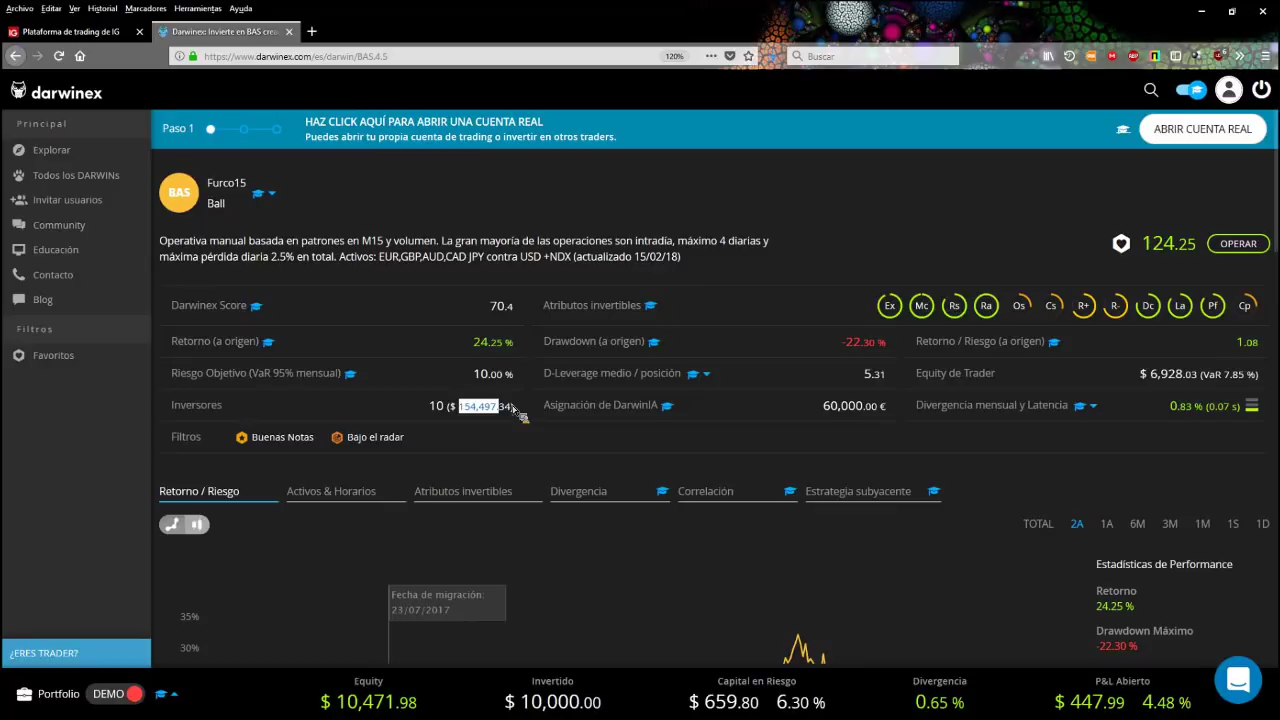 Archivo Editar Ver Historial Marcadores Herramientas Ayuda
Plataforma de trading de IG
Darwinex: Invierte en BAS crea
https://www.darwinex.com/es/darwin/BAS.4.5
120%
Buscar
darwinex
Principal
Explorar
Todos los DARWINs
Invitar usuarios
Community
Educación
Contacto
Blog
Filtros
Favoritos
¿ERES TRADER?
Paso 1
HAZ CLICK AQUÍ PARA ABRIR UNA CUENTA REAL
Puedes abrir tu propia cuenta de trading o invertir en otros traders.
ABRIR CUENTA REAL
BAS
Furco15
Ball
Operativa manual basada en patrones en M15 y volumen. La gran mayoría de las operaciones son intradía, máximo 4 diarias y
máxima pérdida diaria 2.5% en total. Activos: EUR,GBP,AUD,CAD JPY contra USD +NDX (actualizado 15/02/18)
124.25
OPERAR
Darwinex Score 70.4
Atributos invertibles Ex Mc Rs Ra Os Cs R+ R- Dc La Pf Cp
Retorno (a origen) 24.25 %
Drawdown (a origen) -22.30 %
Retorno / Riesgo (a origen) 1.08
Riesgo Objetivo (VaR 95% mensual) 10.00 %
D-Leverage medio / posición 5.31
Equity de Trader $ 6,928.03 (VaR 7.85 %)
Inversores 10 ($ 154,497.34)
Asignación de DarwinIA 60,000.00 €
Divergencia mensual y Latencia 0.83 % (0.07 s)
Filtros Buenas Notas Bajo el radar
Retorno / Riesgo Activos & Horarios Atributos invertibles Divergencia Correlación Estrategia subyacente
TOTAL 2A 1A 6M 3M 1M 1S 1D
Fecha de migración:
23/07/2017
35%
30%
Estadísticas de Performance
Retorno
24.25 %
Drawdown Máximo
-22.30 %
Portfolio DEMO
Equity
$ 10,471.98
Invertido
$ 10,000.00
Capital en Riesgo
$ 659.80 6.30 %
Divergencia
0.65 %
P&L Abierto
$ 447.99 4.48 %